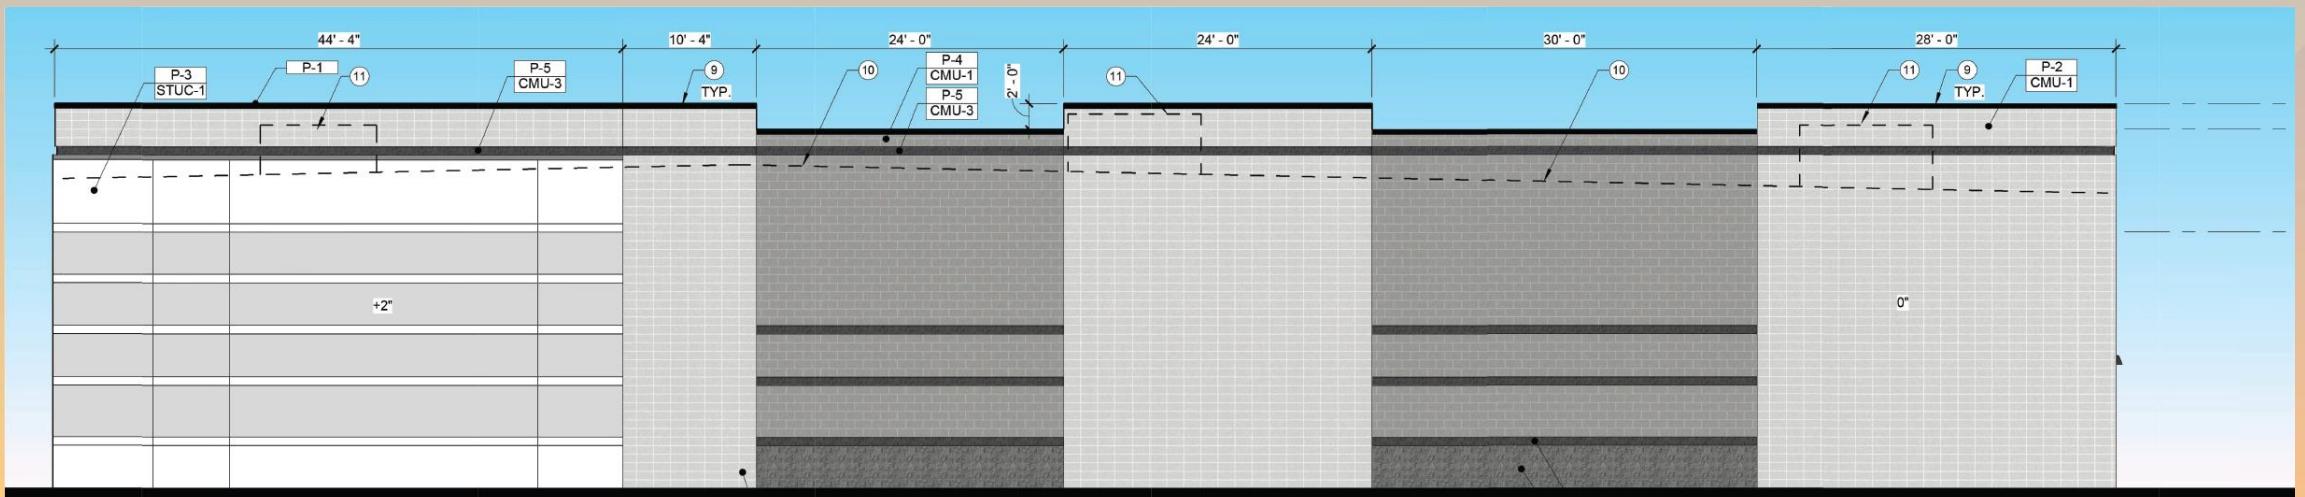 44' - 4"
10' - 4"
24' - 0"
24' - 0"
30' - 0"
28' - 0"
P-3
STUC-1
P-1
11
P-5
CMU-3
9
TYP.
10
P-4
CMU-1
P-5
CMU-3
2' - 0"
11
10
11
9
TYP.
P-2
CMU-1
+2"
0"